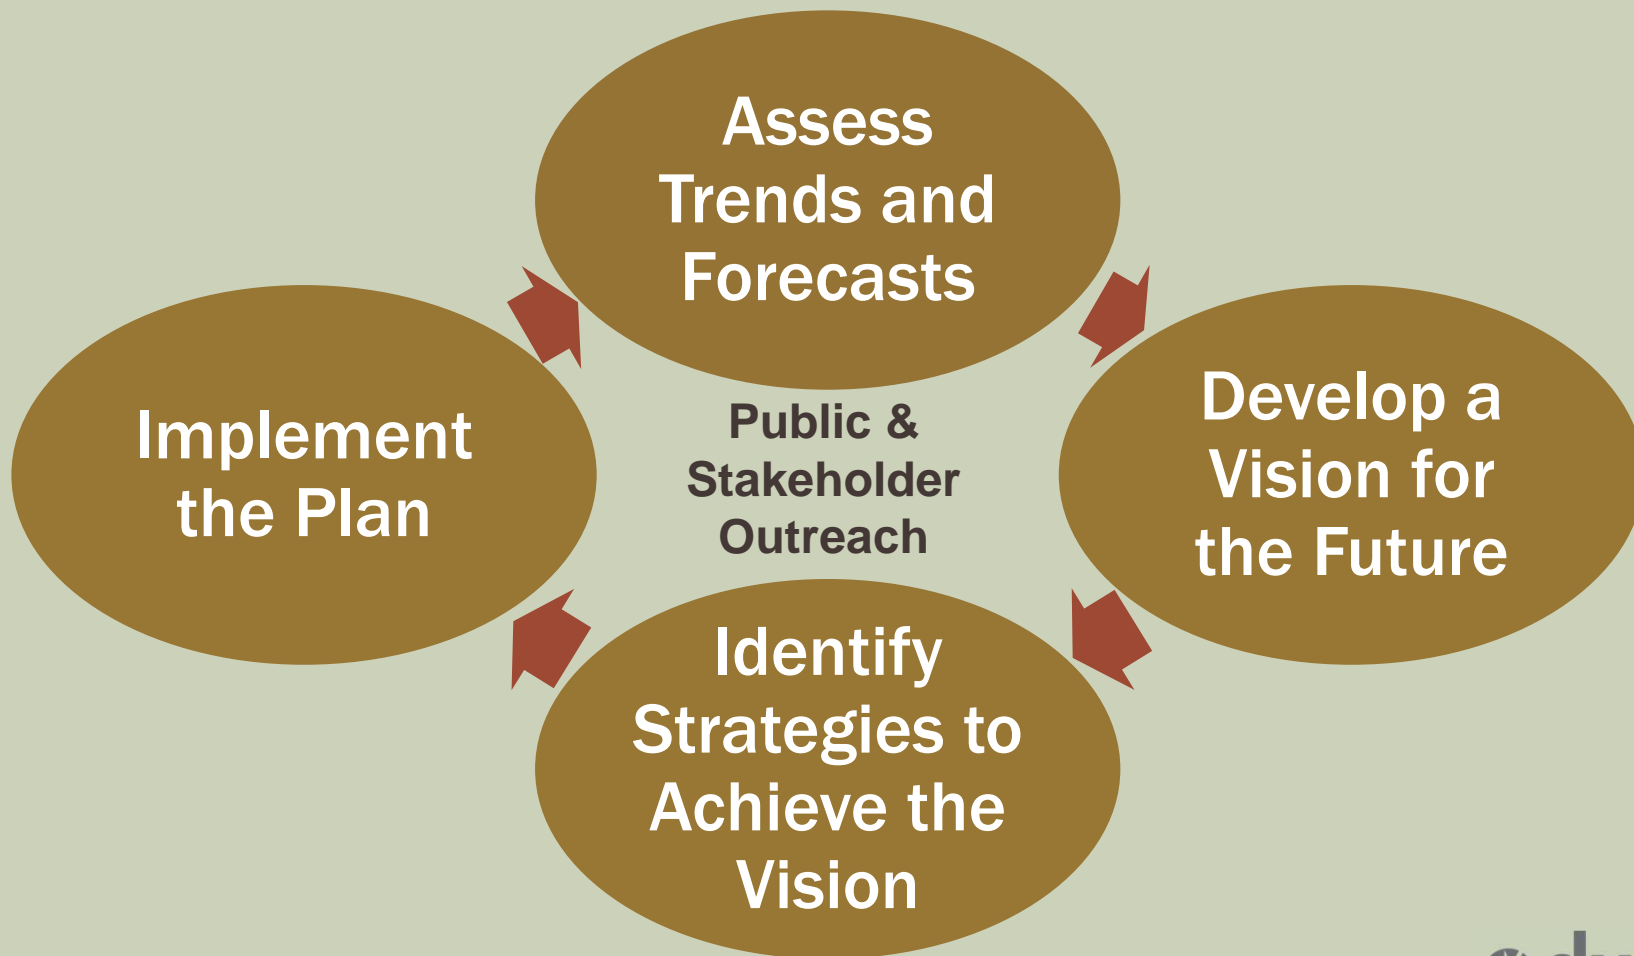 Assess
Trends and
Forecasts
Develop a
Vision for
the Future
Identify
Strategies to
Achieve the
Vision
Implement
the Plan
Public &
Stakeholder
Outreach